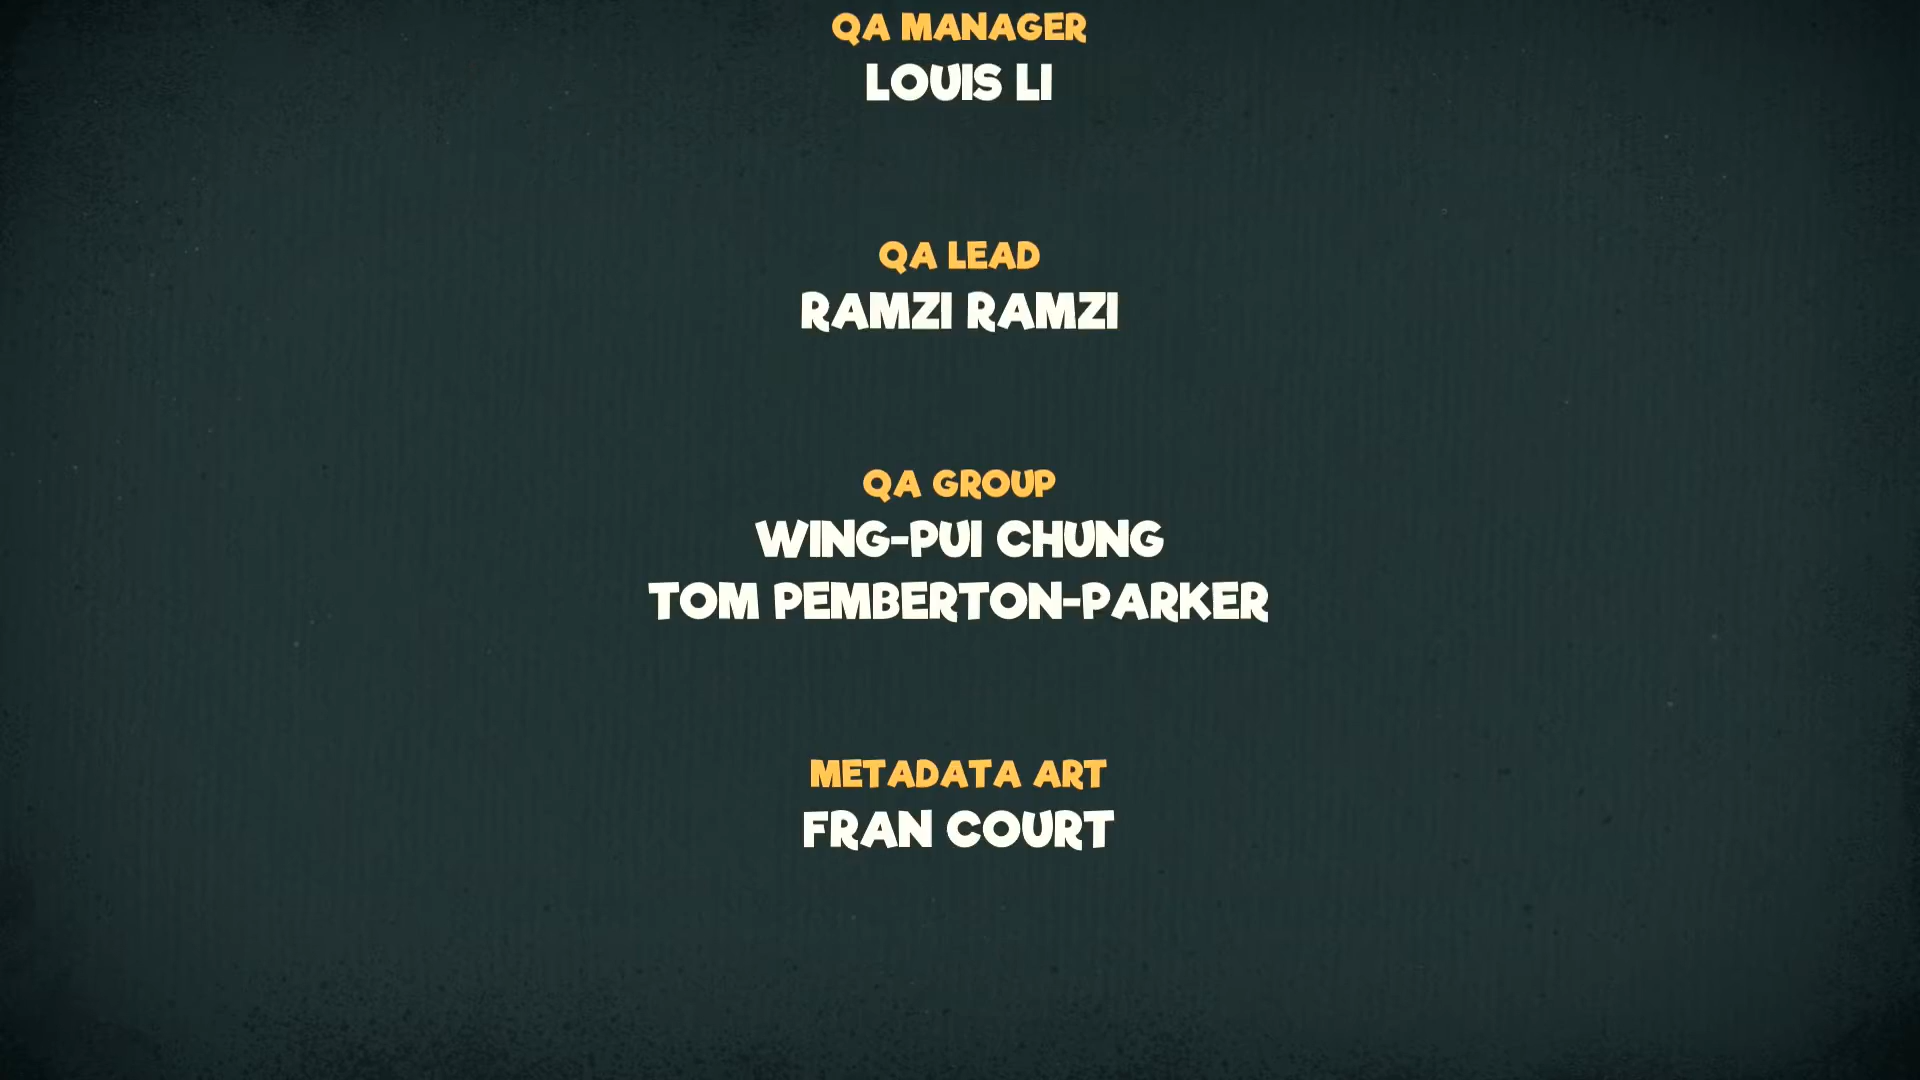 QA MANAGER
LOUIS LI
QA LEAD
RAMZI RAMZI
QA GROUP
WING-PUI CHUNG
TOM PEMBERTON-PARKER
METADATA ART
FRAN COURT